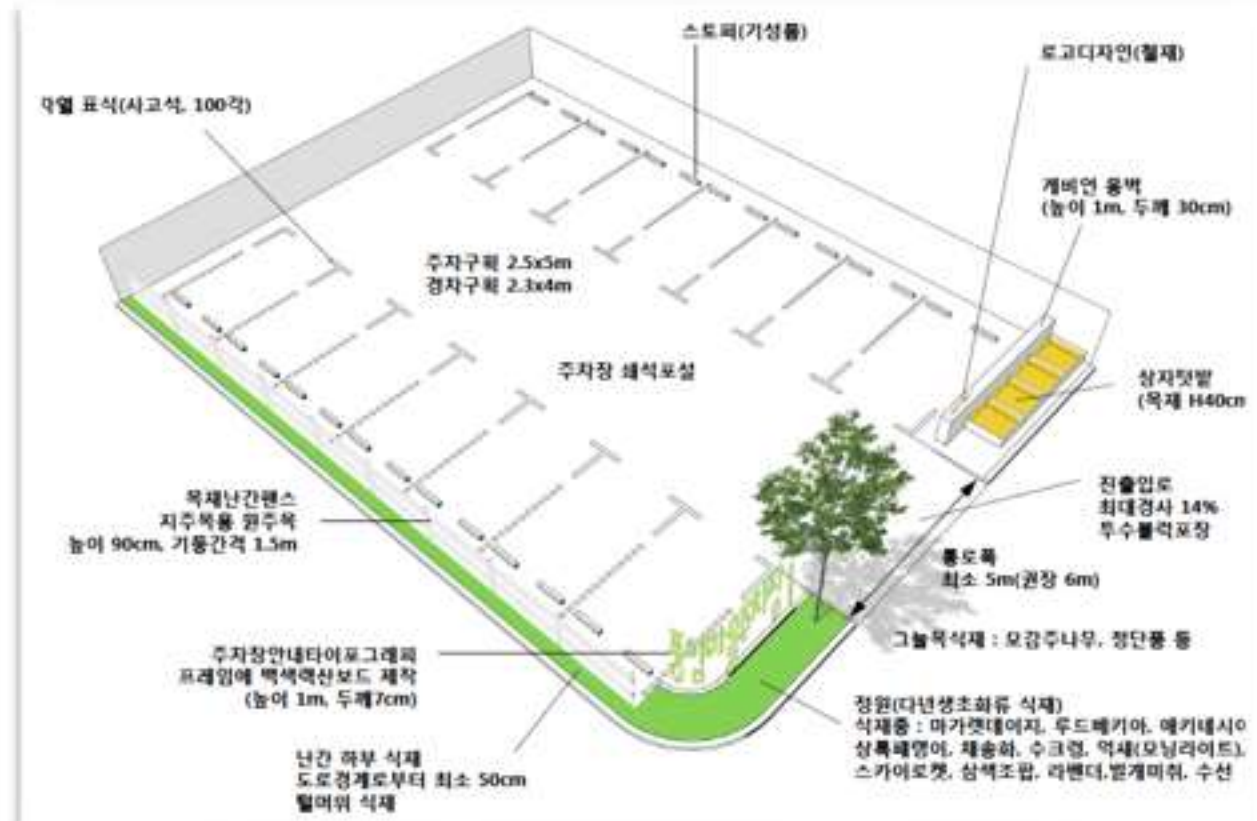 스토퍼(기성품)
로고디자인(철재)
차열 표식(사고석, 100각)
게비언 옹벽
(높이 1m, 두께 30cm)
주차구획 2.5x5m
경차구획 2.3x4m
주차장 쇄석포설
상자텃밭
(목재 H40cm
목재난간휀스
지주목용 원주목
높이 90cm, 기둥간격 1.5m
진출입로
최대경사 14%
투수블럭포장
통로폭
최소 5m(권장 6m)
그늘목식재 : 모감주나무, 청단풍 등
주차장안내타이포그래피
프레임에 백색렉산보드 제작
(높이 1m, 두께7cm)
정원(다년생초화류 식재)
식재종 : 마가렛데이지, 루드베키아, 애키네시아
상록패랭이, 채송화, 수크령, 억새(모닝라이트),
스카이로켓, 삼색조팝, 라벤더,벌개미취, 수선
난간 하부 식재
도로경계로부터 최소 50cm
털머위 식재